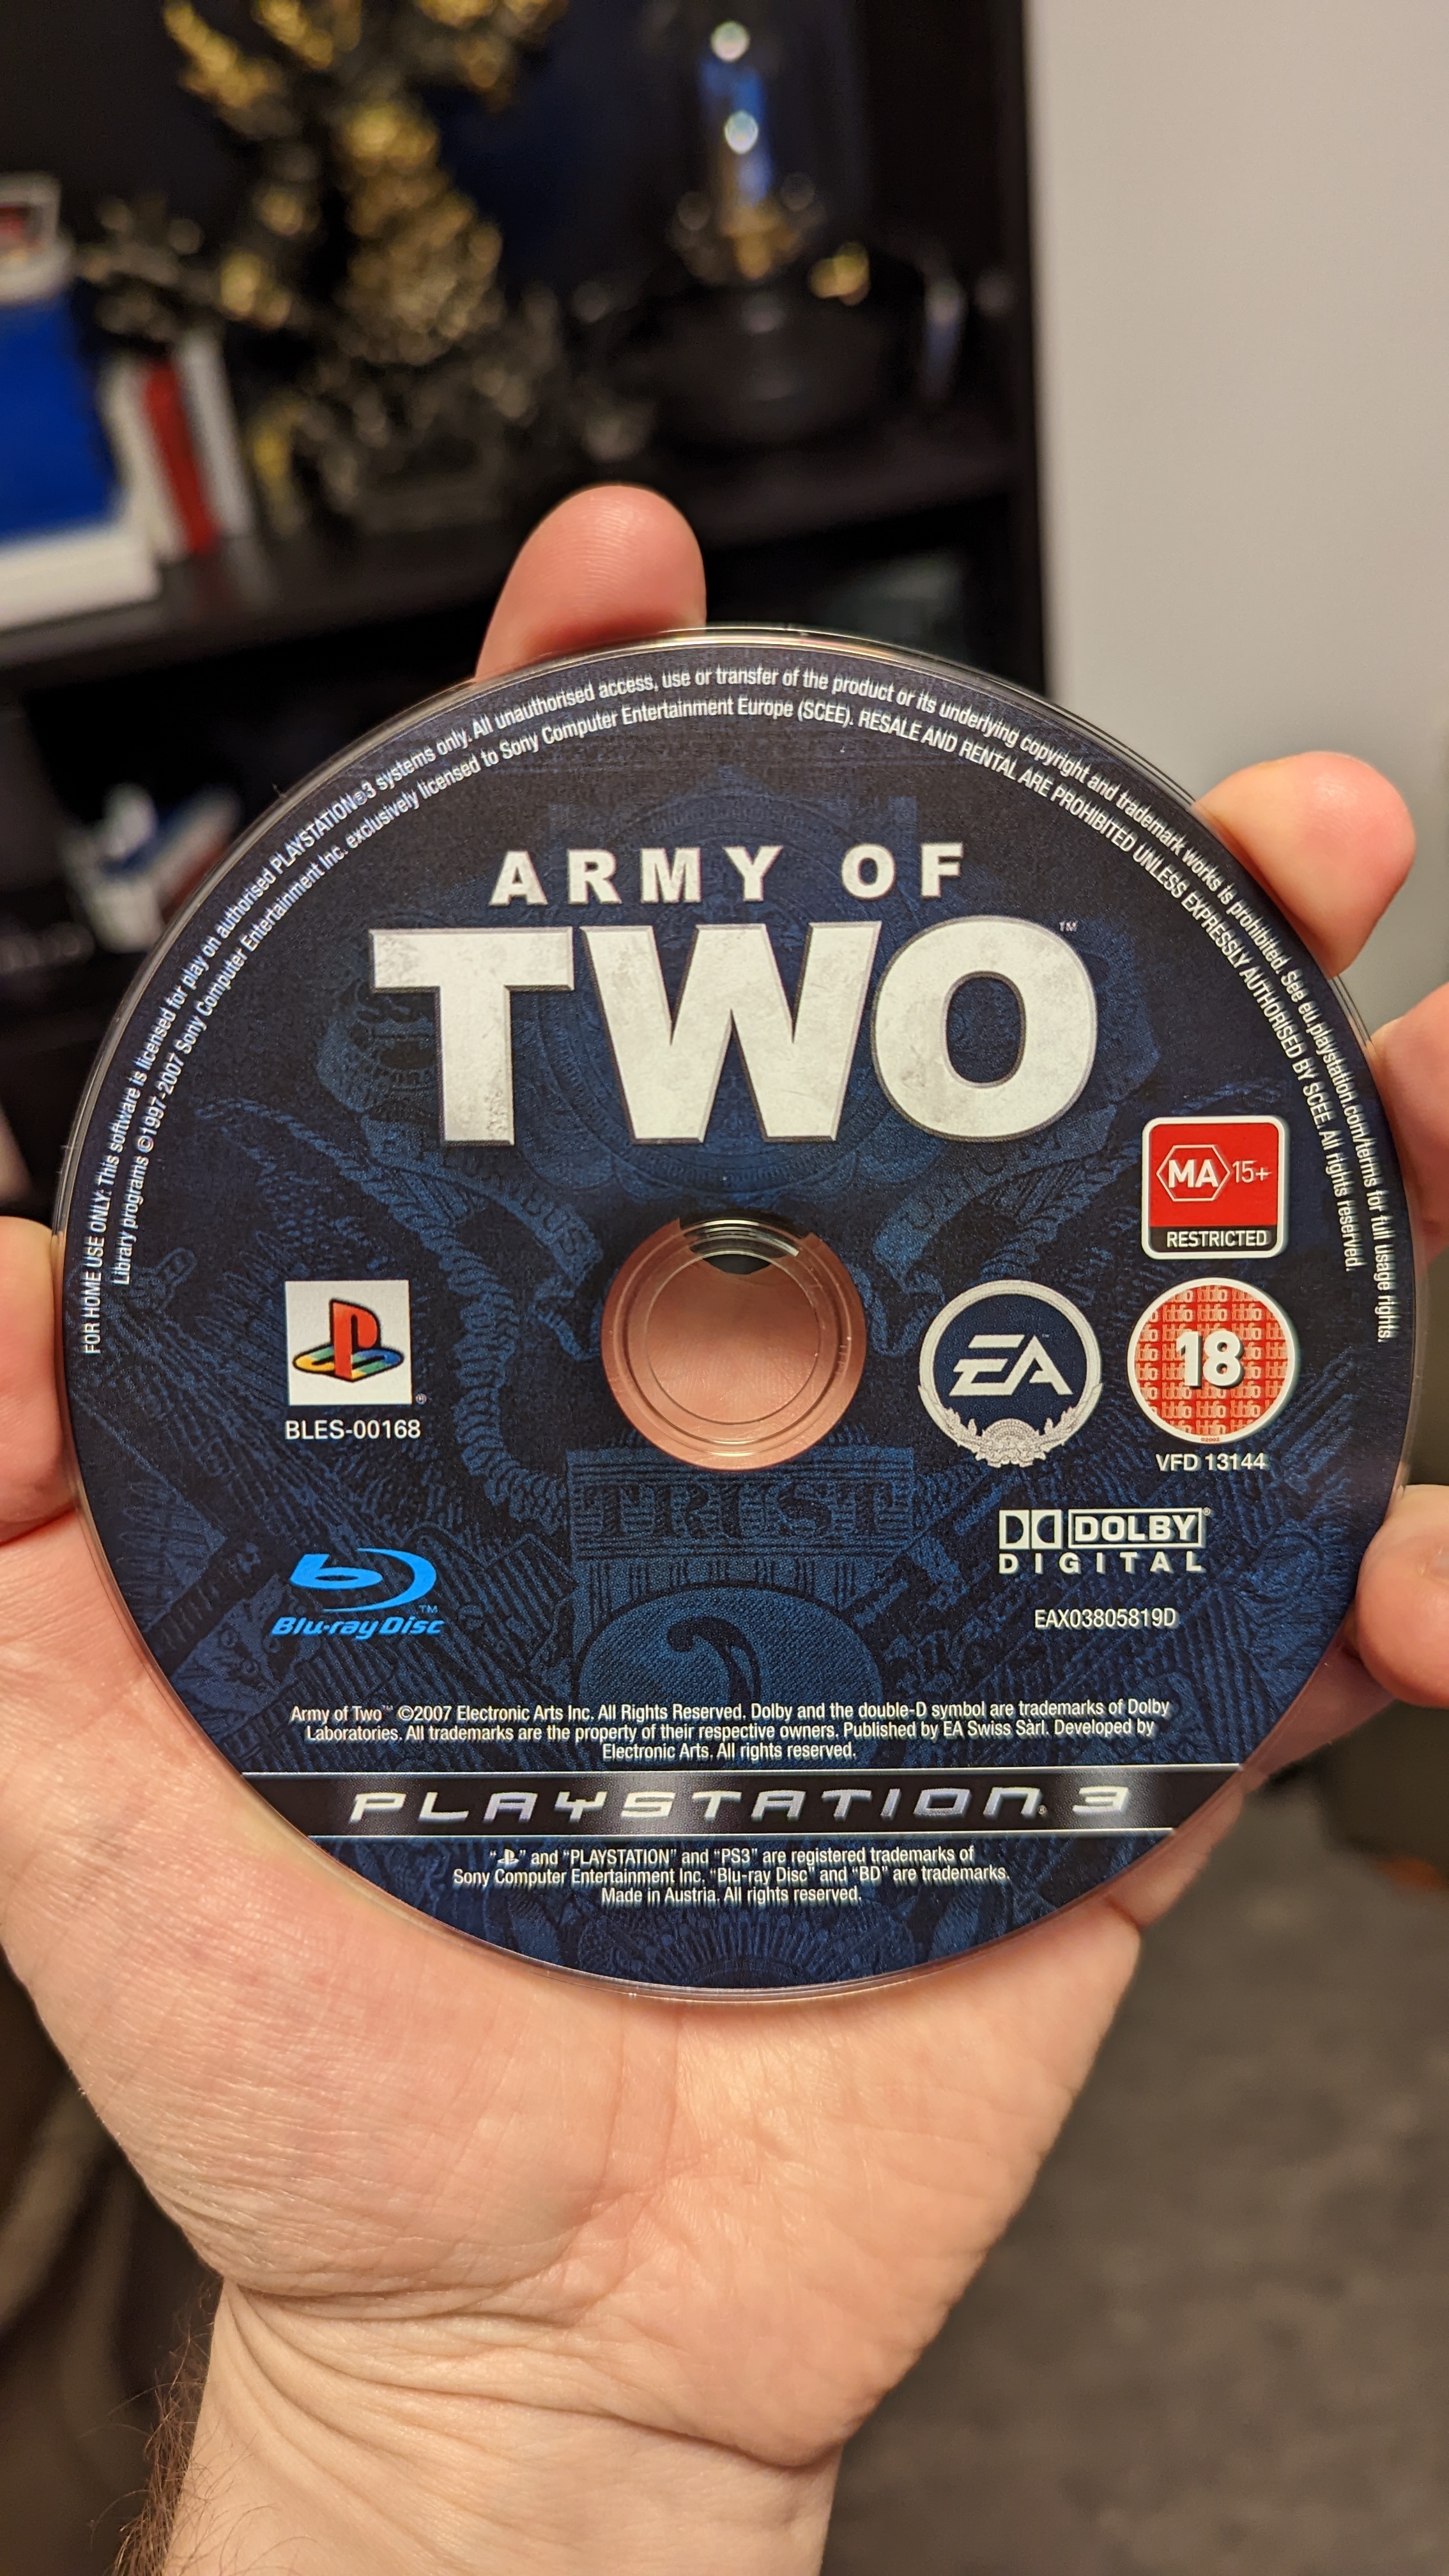 FOR HOME USE ONLY: This software is licensed for play on authorised PLAYSTATION®3 systems only. All unauthorised access, use or transfer of the product or its underlying copyright and trademark works is prohibited. See eu.playstation.com/terms for full usage rights.
Library programs ©1997-2007 Sony Computer Entertainment Inc. exclusively licensed to Sony Computer Entertainment Europe (SCEE). RESALE AND RENTAL ARE PROHIBITED UNLESS EXPRESSLY AUTHORISED BY SCEE. All rights reserved.
ARMY OF
TWO™
MA 15+
RESTRICTED
®
BLES-00168
EA™
bbfo
18
VFD 13144
TRUST
DOLBY®
DIGITAL
EAX03805819D
Blu-ray Disc™
Army of Two™ ©2007 Electronic Arts Inc. All Rights Reserved. Dolby and the double-D symbol are trademarks of Dolby
Laboratories. All trademarks are the property of their respective owners. Published by EA Swiss Sàrl. Developed by
Electronic Arts. All rights reserved.
PLAYSTATION®3
" " and "PLAYSTATION" and "PS3" are registered trademarks of
Sony Computer Entertainment Inc. "Blu-ray Disc" and "BD" are trademarks.
Made in Austria. All rights reserved.